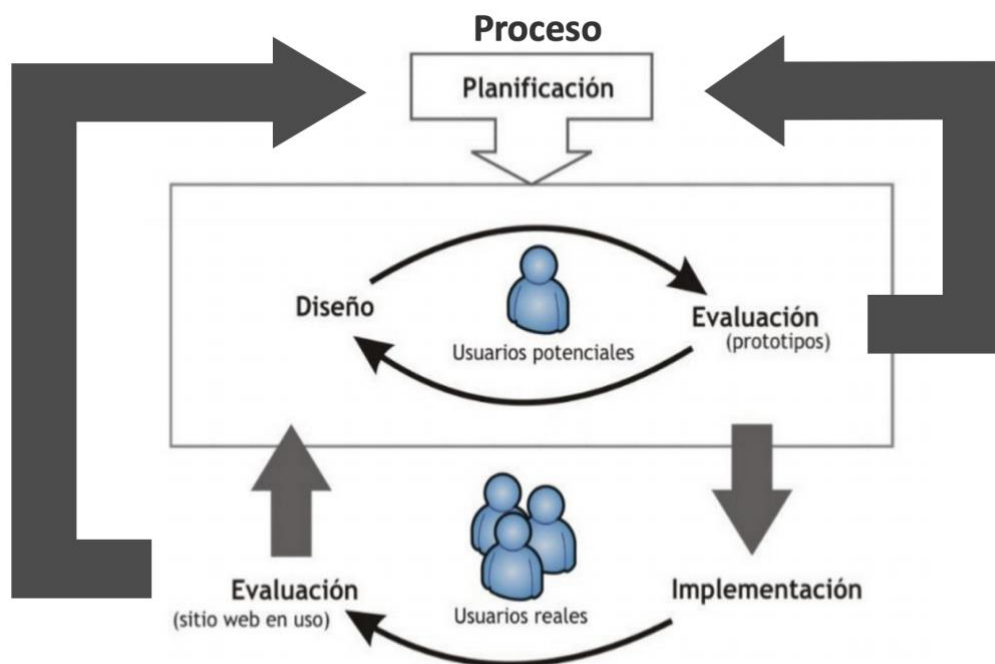 Proceso
Planificación
Diseño
Usuarios potenciales
Evaluación
(prototipos)
Evaluación
(sitio web en uso)
Usuarios reales
Implementación